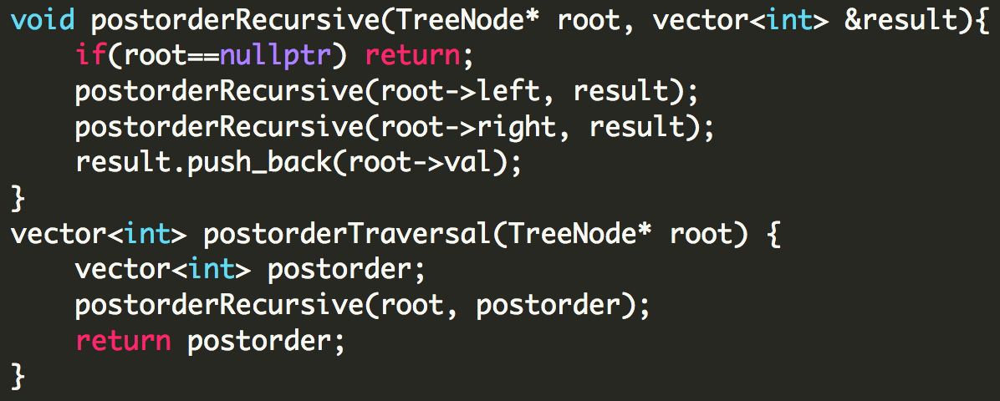 void postorderRecursive(TreeNode* root, vector<int> &result){
    if(root==nullptr) return;
    postorderRecursive(root->left, result);
    postorderRecursive(root->right, result);
    result.push_back(root->val);
}
vector<int> postorderTraversal(TreeNode* root) {
    vector<int> postorder;
    postorderRecursive(root, postorder);
    return postorder;
}